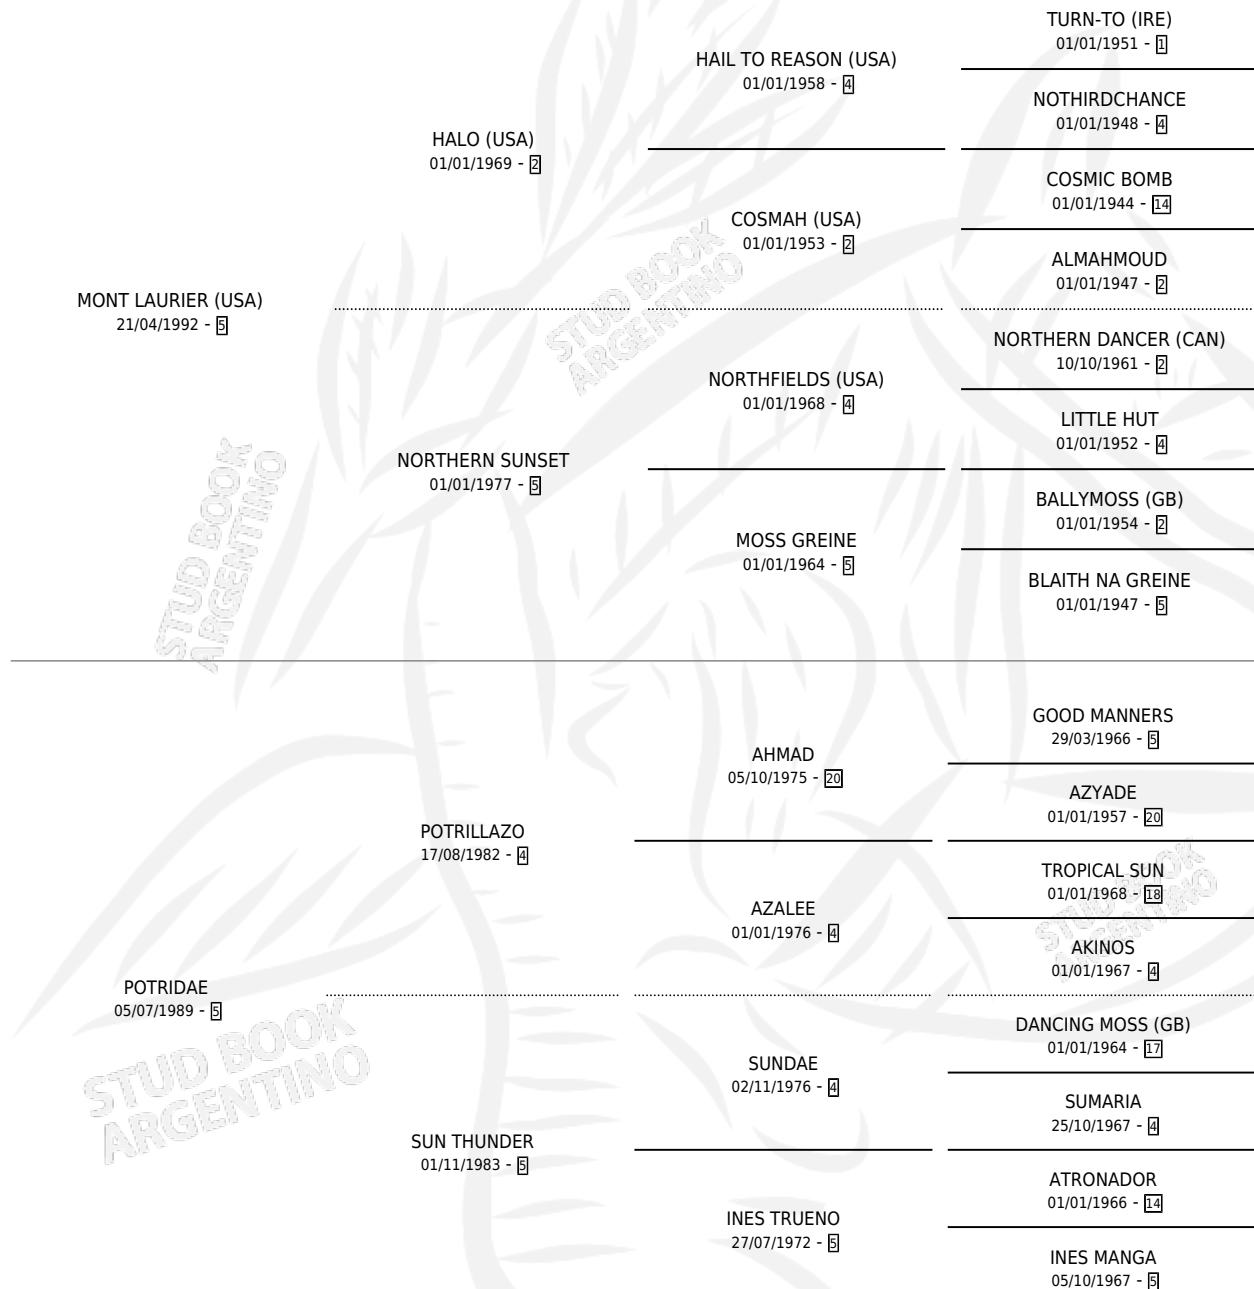 TURN-TO (IRE)
01/01/1951 - 1
HAIL TO REASON (USA)
01/01/1958 - 4
NOTHIRDCHANCE
01/01/1948 - 4
HALO (USA)
01/01/1969 - 2
COSMIC BOMB
01/01/1944 - 14
COSMAH (USA)
01/01/1953 - 2
ALMAHMOUD
01/01/1947 - 2
MONT LAURIER (USA)
21/04/1992 - 5
NORTHERN DANCER (CAN)
10/10/1961 - 2
NORTHFIELDS (USA)
01/01/1968 - 4
LITTLE HUT
01/01/1952 - 4
NORTHERN SUNSET
01/01/1977 - 5
BALLYMOSS (GB)
01/01/1954 - 2
MOSS GREINE
01/01/1964 - 5
BLAITH NA GREINE
01/01/1947 - 5
GOOD MANNERS
29/03/1966 - 5
AHMAD
05/10/1975 - 20
AZYADE
01/01/1957 - 20
POTRILLAZO
17/08/1982 - 4
TROPICAL SUN
01/01/1968 - 18
AZALEE
01/01/1976 - 4
AKINOS
01/01/1967 - 4
POTRIDAE
05/07/1989 - 5
DANCING MOSS (GB)
01/01/1964 - 17
SUNDAE
02/11/1976 - 4
SUMARIA
25/10/1967 - 4
SUN THUNDER
01/11/1983 - 5
ATRONADOR
01/01/1966 - 14
INES TRUENO
27/07/1972 - 5
INES MANGA
05/10/1967 - 5
STUD BOOK
ARGENTINO
STUD BOOK
ARGENTINO
STUD BOOK
ARGENTINO
STUD BOOK
ARGENTINO